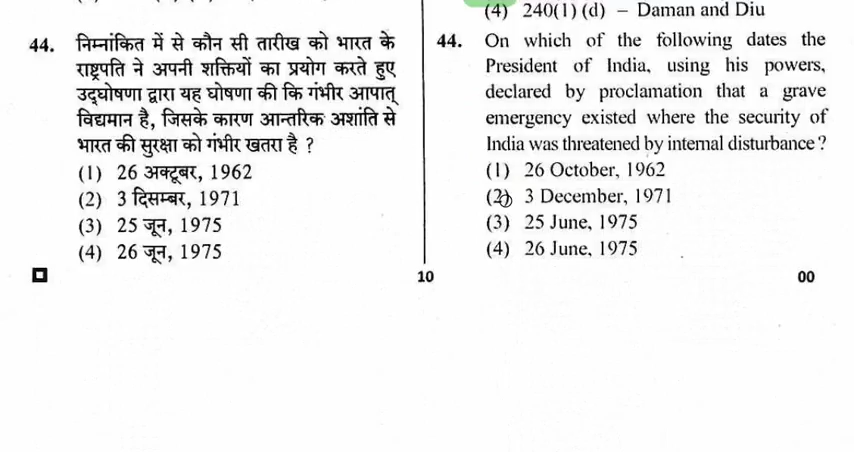 (4) 240(1) (d) – Daman and Diu
44. निम्नांकित में से कौन सी तारीख को भारत के
राष्ट्रपति ने अपनी शक्तियों का प्रयोग करते हुए
उद्घोषणा द्वारा यह घोषणा की कि गंभीर आपात्
विद्यमान है, जिसके कारण आन्तरिक अशांति से
भारत की सुरक्षा को गंभीर खतरा है ?
(1) 26 अक्टूबर, 1962
(2) 3 दिसम्बर, 1971
(3) 25 जून, 1975
(4) 26 जून, 1975
44. On which of the following dates the
President of India, using his powers,
declared by proclamation that a grave
emergency existed where the security of
India was threatened by internal disturbance ?
(1) 26 October, 1962
(2) 3 December, 1971
(3) 25 June, 1975
(4) 26 June, 1975
10
00